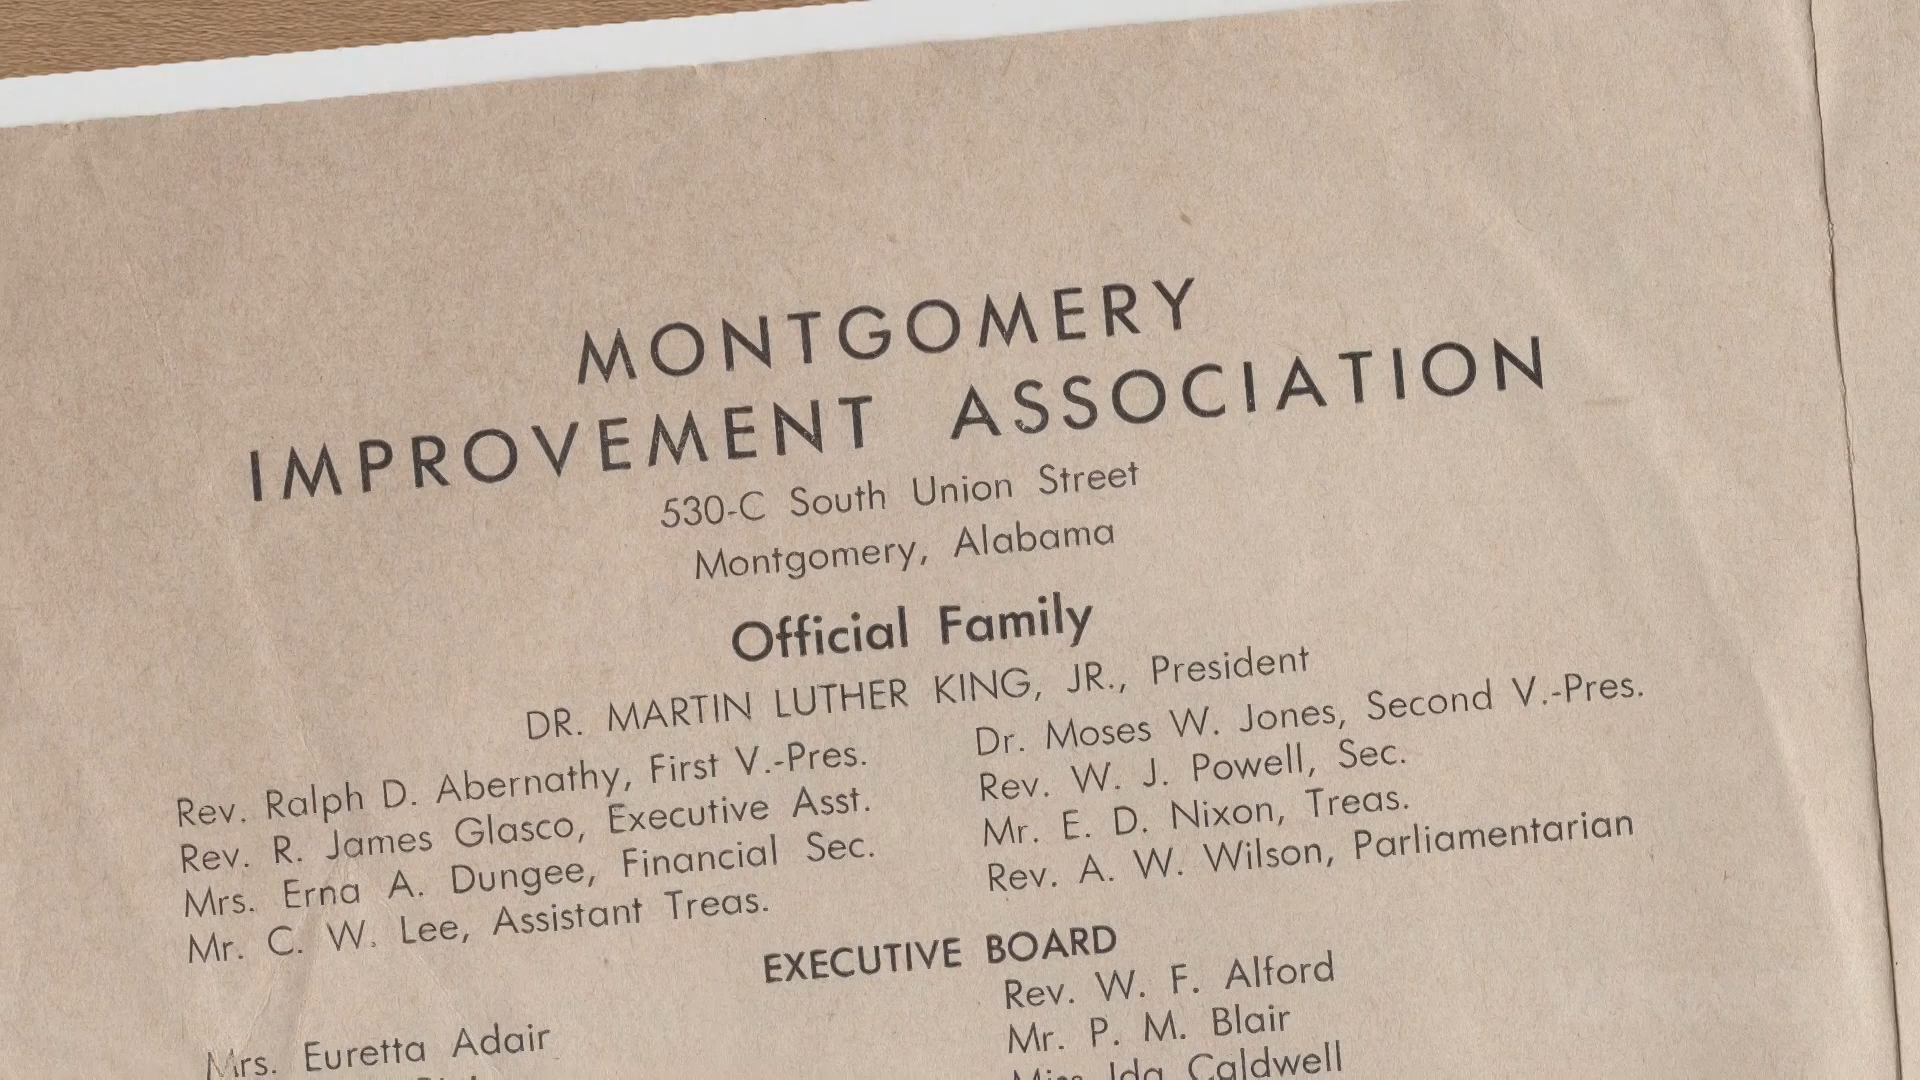 MONTGOMERY
IMPROVEMENT ASSOCIATION
530-C South Union Street
Montgomery, Alabama
Official Family
DR. MARTIN LUTHER KING, JR., President
Rev. Ralph D. Abernathy, First V.-Pres.
Rev. R. James Glasco, Executive Asst.
Mrs. Erna A. Dungee, Financial Sec.
Mr. C. W. Lee, Assistant Treas.
Dr. Moses W. Jones, Second V.-Pres.
Rev. W. J. Powell, Sec.
Mr. E. D. Nixon, Treas.
Rev. A. W. Wilson, Parliamentarian
EXECUTIVE BOARD
Mrs. Euretta Adair
Rev. W. F. Alford
Mr. P. M. Blair
Miss Ida Caldwell